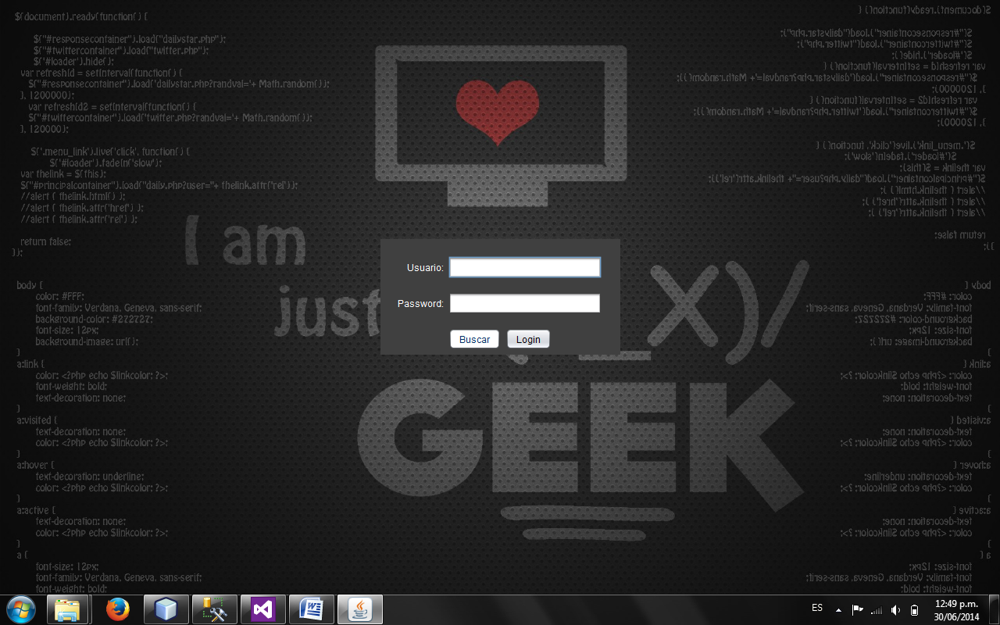 $(document).ready(function() {
$("#responsecontainer").load("dailystar.php");
$("#twittercontainer").load("twitter.php");
$('#loader').hide();
var refreshId = setInterval(function() {
$("#responsecontainer").load('dailystar.php?randval='+ Math.random());
}, 1200000);
var refreshId2 = setInterval(function() {
$("#twittercontainer").load('twitter.php?randval='+ Math.random());
}, 120000);
$('.menu_link').live('click', function() {
$('#loader').fadeIn('slow');
var thelink = $(this);
$("#principalcontainer").load("daily.php?user="+ thelink.attr('rel'));
//alert ( thelink.html() );
//alert ( thelink.attr('href') );
//alert ( thelink.attr('rel') );
return false;
});
body {
color: #FFF;
font-family: Verdana, Geneva, sans-serif;
background-color: #272727;
font-size: 12px;
background-image: url();
}
a:link {
color: <?php echo $linkcolor; ?>;
font-weight: bold;
text-decoration: none;
}
a:visited {
text-decoration: none;
color: <?php echo $linkcolor; ?>;
}
a:hover {
text-decoration: underline;
color: <?php echo $linkcolor; ?>;
}
a:active {
text-decoration: none;
color: <?php echo $linkcolor; ?>;
}
a {
font-size: 12px;
font-family: Verdana, Geneva, sans-serif;
font-weight: bold;
I am
just
_X)/
GEEK
Usuario:
Password:
Buscar Login
$(document).ready(function() {
$("#responsecontainer").load("dailystar.php");
$("#twittercontainer").load("twitter.php");
$('#loader').hide();
var refreshId = setInterval(function() {
$("#responsecontainer").load('dailystar.php?randval='+ Math.random());
}, 1200000);
var refreshId2 = setInterval(function() {
$("#twittercontainer").load('twitter.php?randval='+ Math.random());
}, 120000);
$('.menu_link').live('click', function() {
$('#loader').fadeIn('slow');
var thelink = $(this);
$("#principalcontainer").load("daily.php?user="+ thelink.attr('rel'));
//alert ( thelink.html() );
//alert ( thelink.attr('href') );
//alert ( thelink.attr('rel') );
return false;
});
body {
color: #FFF;
font-family: Verdana, Geneva, sans-serif;
background-color: #272727;
font-size: 12px;
background-image: url();
}
a:link {
color: <?php echo $linkcolor; ?>;
font-weight: bold;
text-decoration: none;
}
a:visited {
text-decoration: none;
color: <?php echo $linkcolor; ?>;
}
a:hover {
text-decoration: underline;
color: <?php echo $linkcolor; ?>;
}
a:active {
text-decoration: none;
color: <?php echo $linkcolor; ?>;
}
a {
font-size: 12px;
font-family: Verdana, Geneva, sans-serif;
font-weight: bold;
ES
12:49 p.m.
30/06/2014